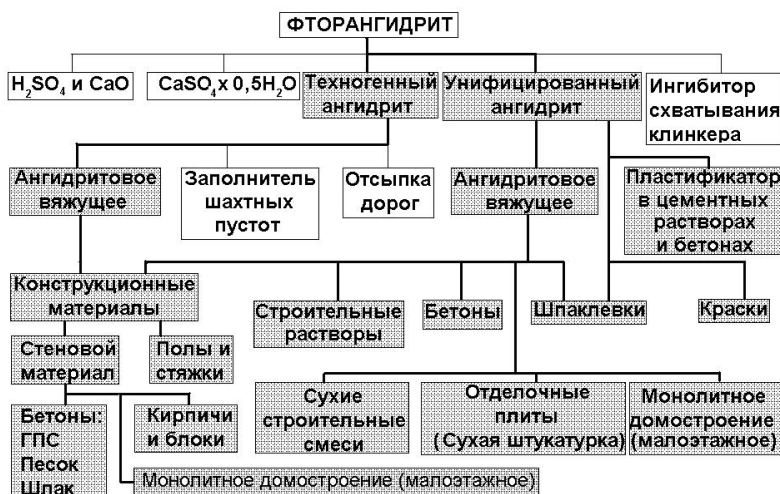 ФТОРАНГИДРИТ
H₂SO₄ и CaO
CaSO₄ x 0,5H₂O
Техногенный
ангидрит
Унифицированный
ангидрит
Ингибитор
схватывания
клинкера
Ангидритовое
вяжущее
Заполнитель
шахтных
пустот
Отсыпка
дорог
Ангидритовое
вяжущее
Пластификатор
в цементных
растворах
и бетонах
Конструкционные
материалы
Строительные
растворы
Бетоны
Шпаклевки
Краски
Стеновой
материал
Полы и
стяжки
Бетоны:
ГПС
Песок
Шлак
Кирпичи
и блоки
Сухие
строительные
смеси
Отделочные
плиты
(Сухая штукатурка)
Монолитное
домостроение
(малоэтажное)
Монолитное домостроение (малоэтажное)